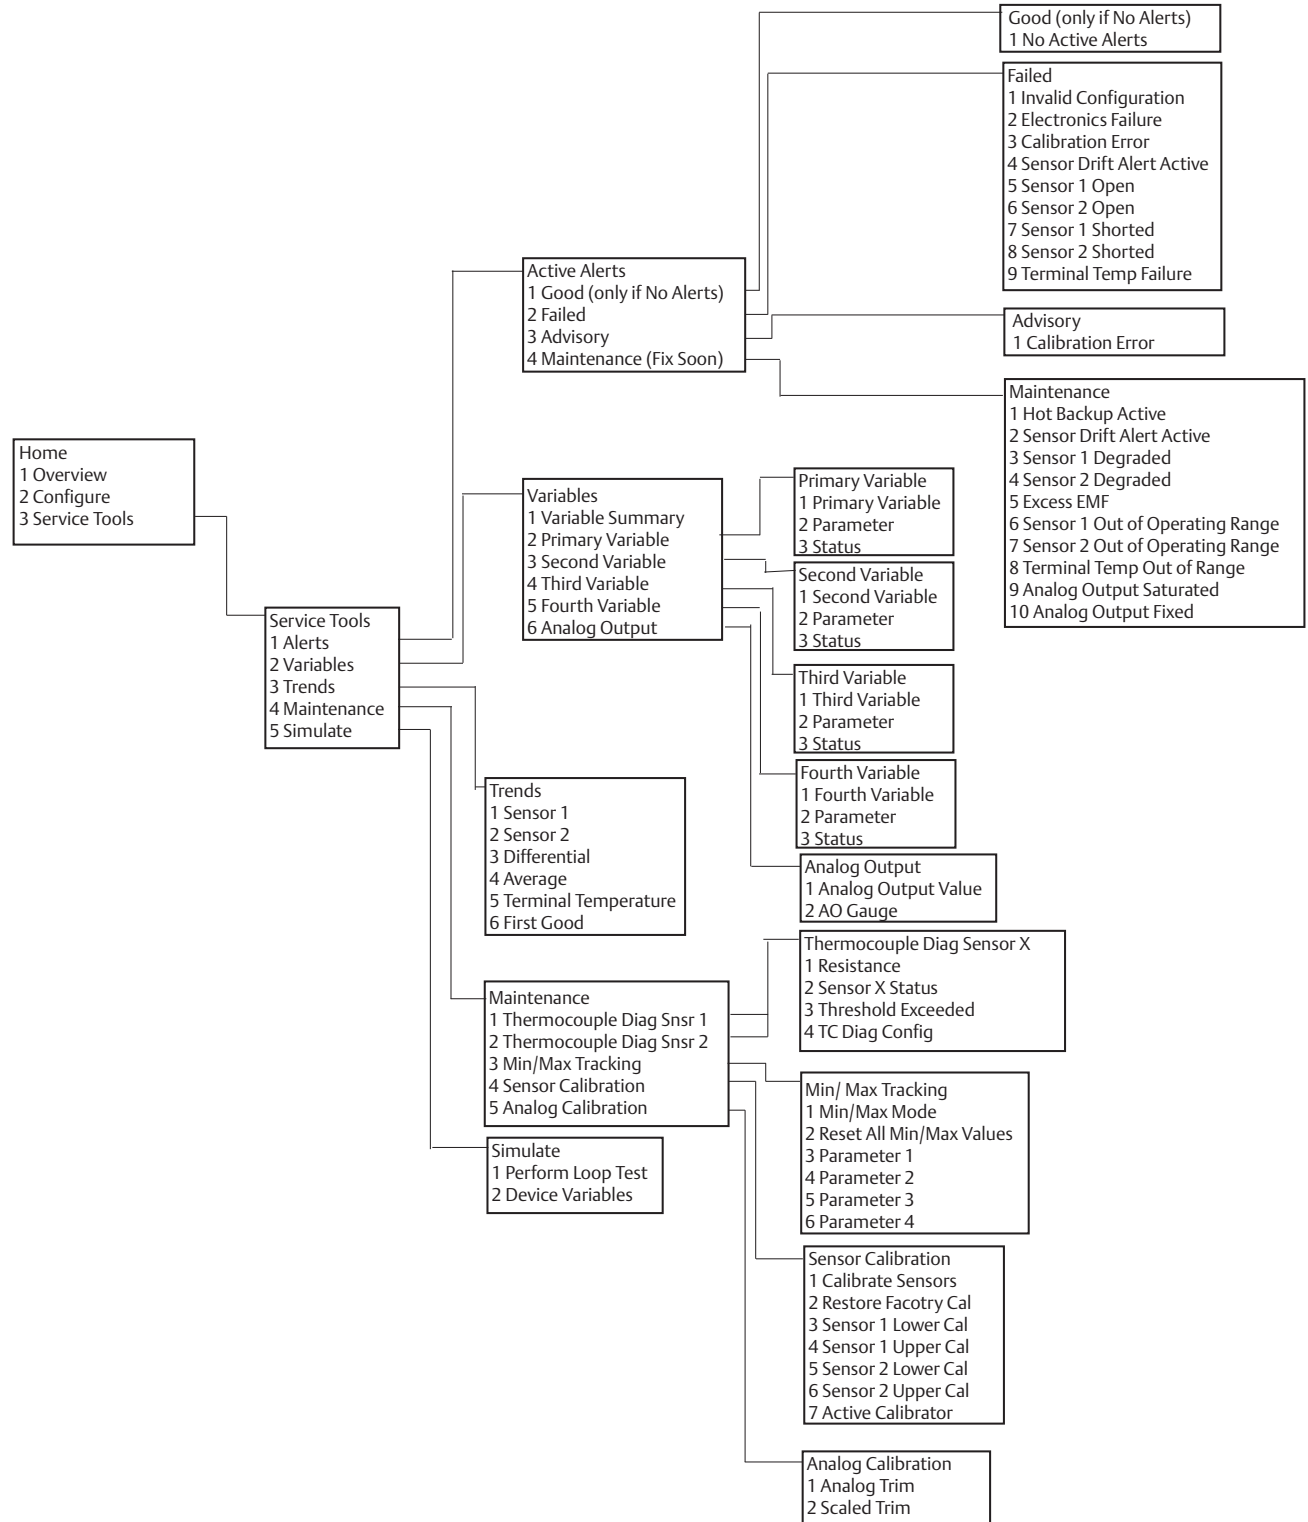 Home
1 Overview
2 Configure
3 Service Tools
Service Tools
1 Alerts
2 Variables
3 Trends
4 Maintenance
5 Simulate
Active Alerts
1 Good (only if No Alerts)
2 Failed
3 Advisory
4 Maintenance (Fix Soon)
Variables
1 Variable Summary
2 Primary Variable
3 Second Variable
4 Third Variable
5 Fourth Variable
6 Analog Output
Trends
1 Sensor 1
2 Sensor 2
3 Differential
4 Average
5 Terminal Temperature
6 First Good
Maintenance
1 Thermocouple Diag Snsr 1
2 Thermocouple Diag Snsr 2
3 Min/Max Tracking
4 Sensor Calibration
5 Analog Calibration
Simulate
1 Perform Loop Test
2 Device Variables
Good (only if No Alerts)
1 No Active Alerts
Failed
1 Invalid Configuration
2 Electronics Failure
3 Calibration Error
4 Sensor Drift Alert Active
5 Sensor 1 Open
6 Sensor 2 Open
7 Sensor 1 Shorted
8 Sensor 2 Shorted
9 Terminal Temp Failure
Advisory
1 Calibration Error
Maintenance
1 Hot Backup Active
2 Sensor Drift Alert Active
3 Sensor 1 Degraded
4 Sensor 2 Degraded
5 Excess EMF
6 Sensor 1 Out of Operating Range
7 Sensor 2 Out of Operating Range
8 Terminal Temp Out of Range
9 Analog Output Saturated
10 Analog Output Fixed
Primary Variable
1 Primary Variable
2 Parameter
3 Status
Second Variable
1 Second Variable
2 Parameter
3 Status
Third Variable
1 Third Variable
2 Parameter
3 Status
Fourth Variable
1 Fourth Variable
2 Parameter
3 Status
Analog Output
1 Analog Output Value
2 AO Gauge
Thermocouple Diag Sensor X
1 Resistance
2 Sensor X Status
3 Threshold Exceeded
4 TC Diag Config
Min/ Max Tracking
1 Min/Max Mode
2 Reset All Min/Max Values
3 Parameter 1
4 Parameter 2
5 Parameter 3
6 Parameter 4
Sensor Calibration
1 Calibrate Sensors
2 Restore Facotry Cal
3 Sensor 1 Lower Cal
4 Sensor 1 Upper Cal
5 Sensor 2 Lower Cal
6 Sensor 2 Upper Cal
7 Active Calibrator
Analog Calibration
1 Analog Trim
2 Scaled Trim